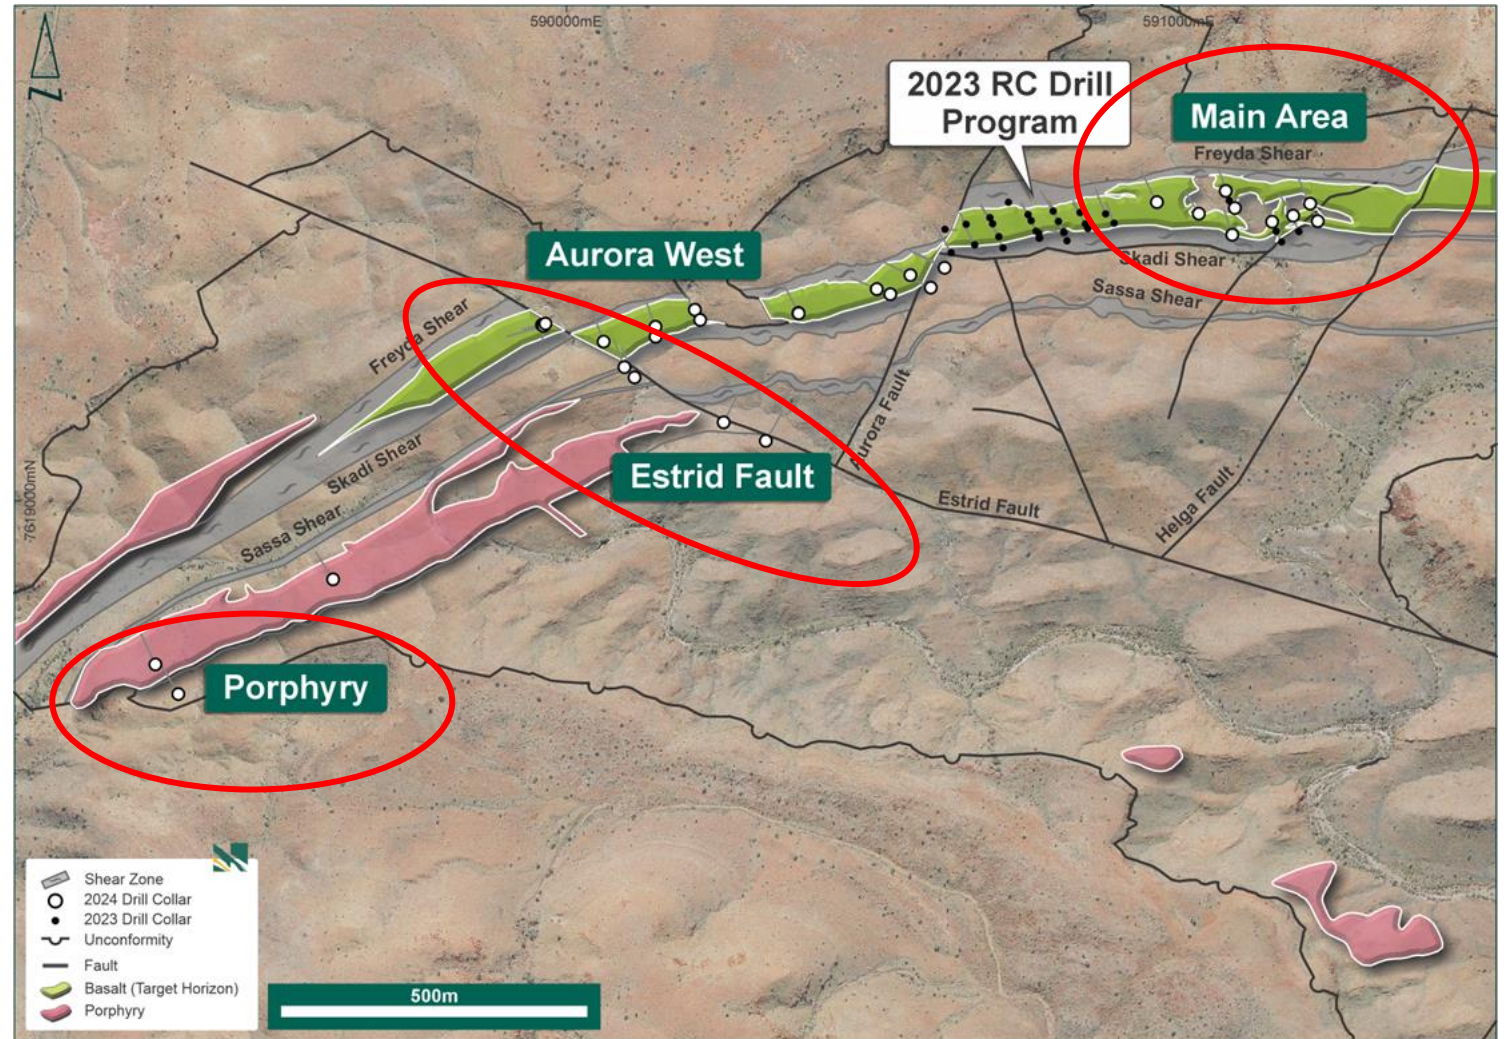 590000mE
591000mE
N
2023 RC Drill
Program
Main Area
Freyda Shear
Aurora West
Skadi Shear
Sassa Shear
Freyda Shear
Aurora Fault
Skadi Shear
Estrid Fault
Estrid Fault
Helga Fault
7619000mN
Sassa Shear
Porphyry
Shear Zone
2024 Drill Collar
2023 Drill Collar
Unconformity
Fault
Basalt (Target Horizon)
Porphyry
500m